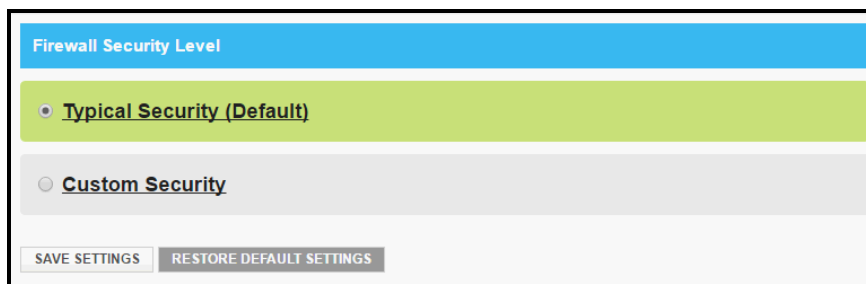 Firewall Security Level
Typical Security (Default)
Custom Security
SAVE SETTINGS RESTORE DEFAULT SETTINGS